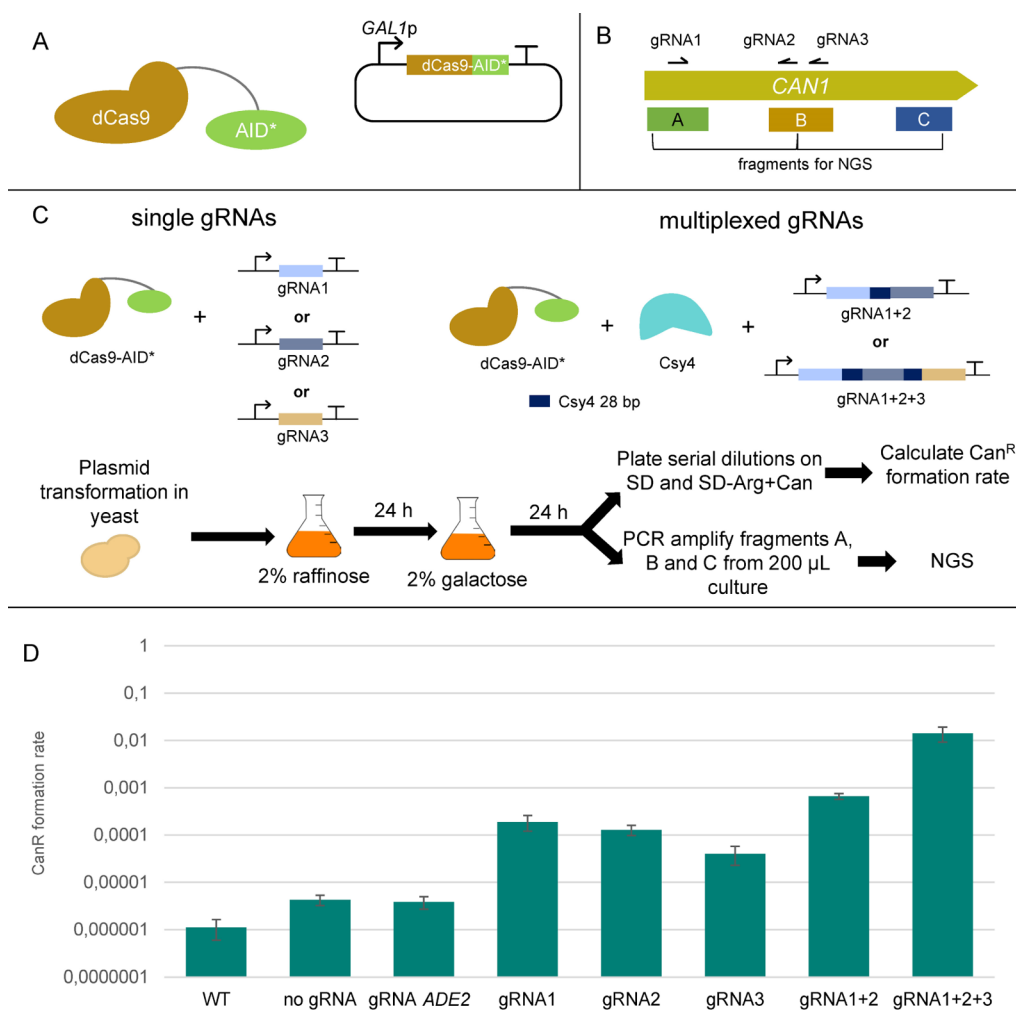 A
dCas9
AID*
GAL1p
dCas9-AID*
B
gRNA1
gRNA2
gRNA3
CAN1
A
B
C
fragments for NGS
C
single gRNAs
multiplexed gRNAs
dCas9-AID*
+
gRNA1
or
gRNA2
or
gRNA3
dCas9-AID*
+
Csy4
+
gRNA1+2
or
gRNA1+2+3
Csy4 28 bp
Plasmid
transformation in
yeast
2% raffinose
24 h
2% galactose
24 h
Plate serial dilutions on
SD and SD-Arg+Can
Calculate Canᴿ
formation rate
PCR amplify fragments A,
B and C from 200 µL
culture
NGS
D
CanR formation rate
1
0,1
0,01
0,001
0,0001
0,00001
0,000001
0,0000001
WT
no gRNA
gRNA ADE2
gRNA1
gRNA2
gRNA3
gRNA1+2
gRNA1+2+3